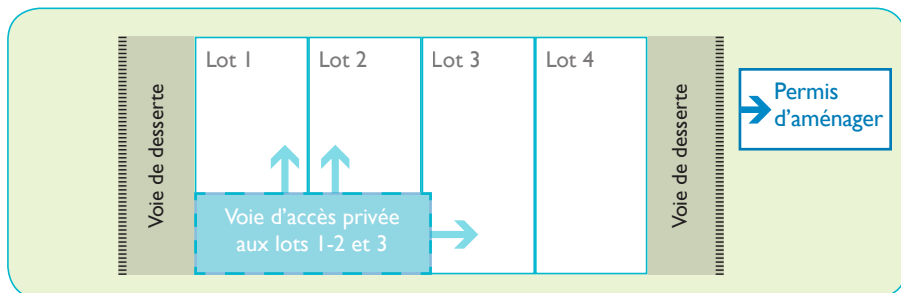 Voie de desserte
Lot 1
Lot 2
Lot 3
Lot 4
Voie d'accès privée
aux lots 1-2 et 3
Voie de desserte
Permis
d'aménager